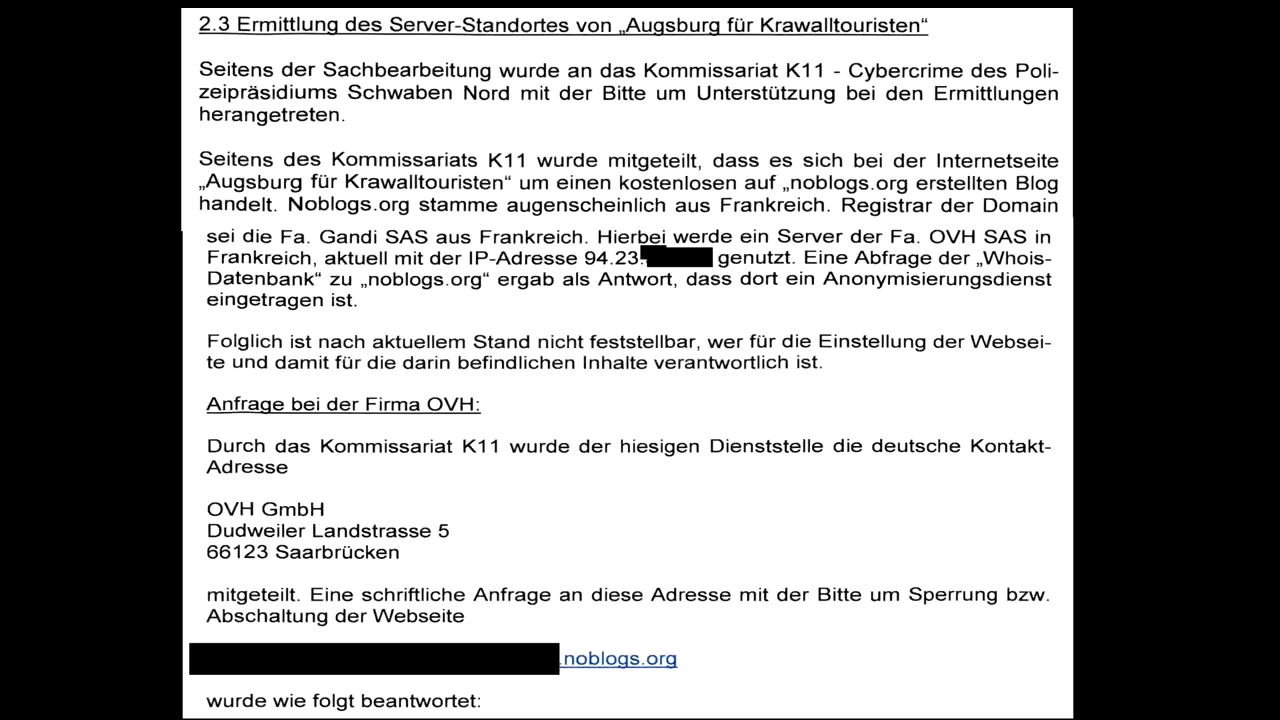 2.3 Ermittlung des Server-Standortes von „Augsburg für Krawalltouristen“
Seitens der Sachbearbeitung wurde an das Kommissariat K11 - Cybercrime des Poli-
zeipräsidiums Schwaben Nord mit der Bitte um Unterstützung bei den Ermittlungen
herangetreten.
Seitens des Kommissariats K11 wurde mitgeteilt, dass es sich bei der Internetseite
„Augsburg für Krawalltouristen“ um einen kostenlosen auf „noblogs.org erstellten Blog
handelt. Noblogs.org stamme augenscheinlich aus Frankreich. Registrar der Domain
sei die Fa. Gandi SAS aus Frankreich. Hierbei werde ein Server der Fa. OVH SAS in
Frankreich, aktuell mit der IP-Adresse 94.23. genutzt. Eine Abfrage der „Whois-
Datenbank“ zu „noblogs.org“ ergab als Antwort, dass dort ein Anonymisierungsdienst
eingetragen ist.
Folglich ist nach aktuellem Stand nicht feststellbar, wer für die Einstellung der Websei-
te und damit für die darin befindlichen Inhalte verantwortlich ist.
Anfrage bei der Firma OVH:
Durch das Kommissariat K11 wurde der hiesigen Dienststelle die deutsche Kontakt-
Adresse
OVH GmbH
Dudweiler Landstrasse 5
66123 Saarbrücken
mitgeteilt. Eine schriftliche Anfrage an diese Adresse mit der Bitte um Sperrung bzw.
Abschaltung der Webseite
.noblogs.org
wurde wie folgt beantwortet: